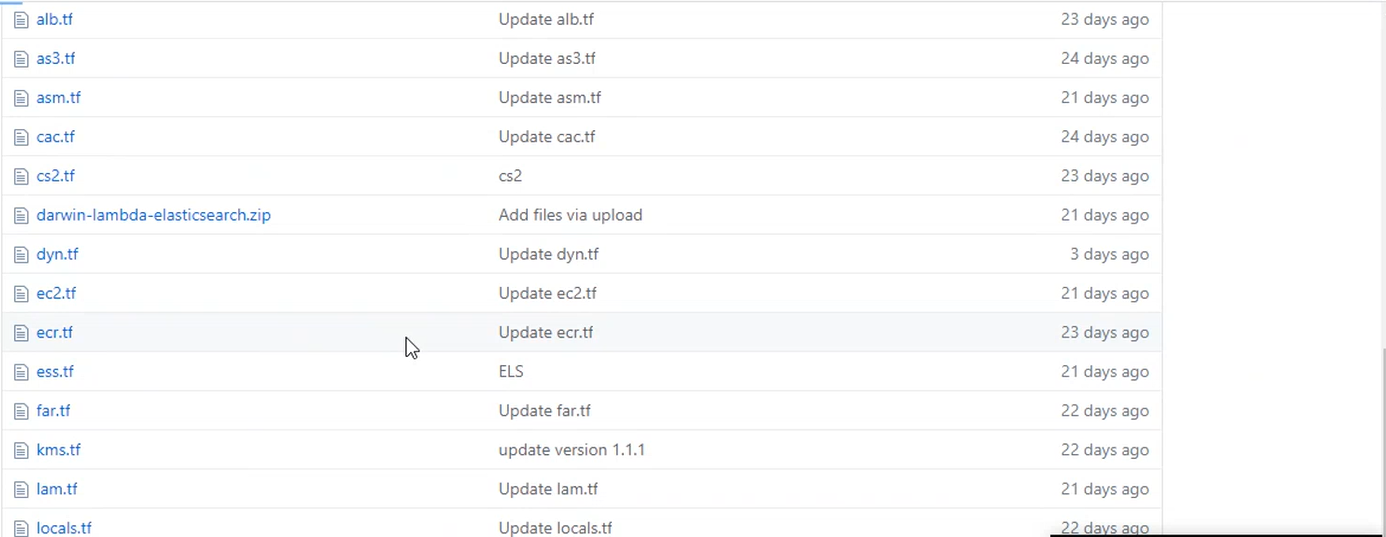 alb.tf Update alb.tf 23 days ago
as3.tf Update as3.tf 24 days ago
asm.tf Update asm.tf 21 days ago
cac.tf Update cac.tf 24 days ago
cs2.tf cs2 23 days ago
darwin-lambda-elasticsearch.zip Add files via upload 21 days ago
dyn.tf Update dyn.tf 3 days ago
ec2.tf Update ec2.tf 21 days ago
ecr.tf Update ecr.tf 23 days ago
ess.tf ELS 21 days ago
far.tf Update far.tf 22 days ago
kms.tf update version 1.1.1 22 days ago
lam.tf Update lam.tf 21 days ago
locals.tf Update locals.tf 22 days ago